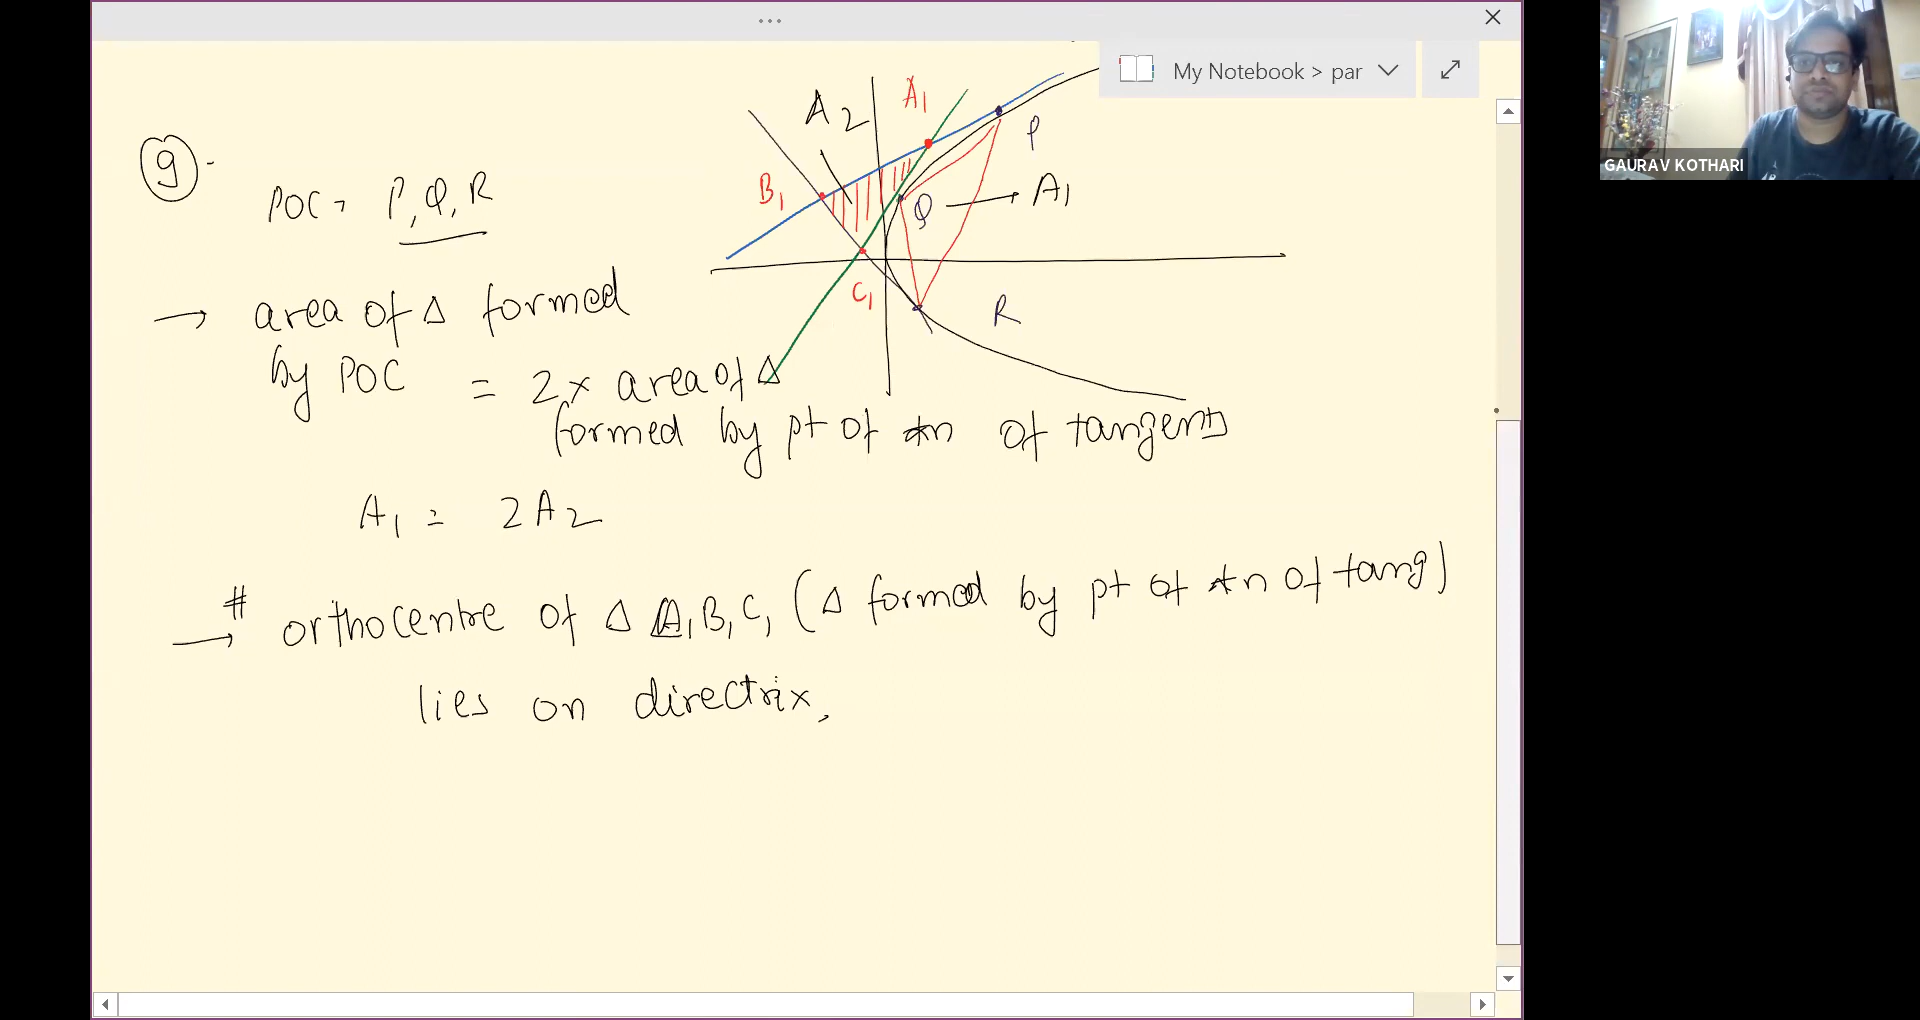 My Notebook > par
GAURAV KOTHARI
A2
A1
P
B1
Q → A1
C1
R
9 -
POC → P, Q, R
→ area of Δ formed
by POC = 2 × area of Δ
formed by pt of n of tangents
A1 = 2A2
#
→ orthocentre of Δ A1B1C1 (Δ formed by pt of n of tang)
lies on directrix,